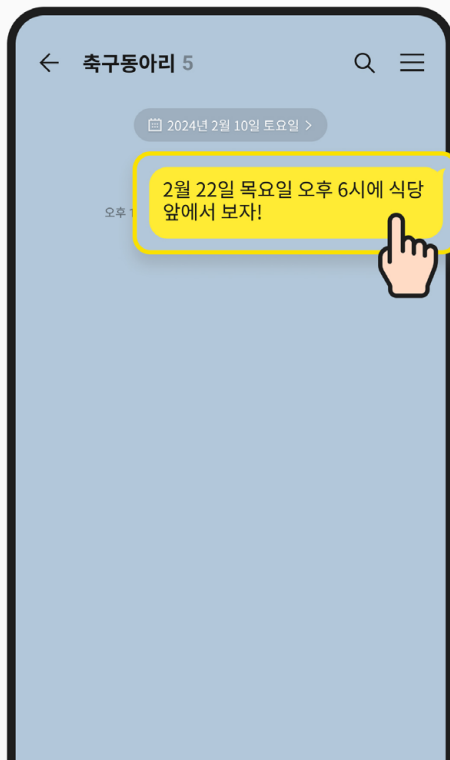 축구동아리 5
2024년 2월 10일 토요일 >
2월 22일 목요일 오후 6시에 식당
앞에서 보자!
오후